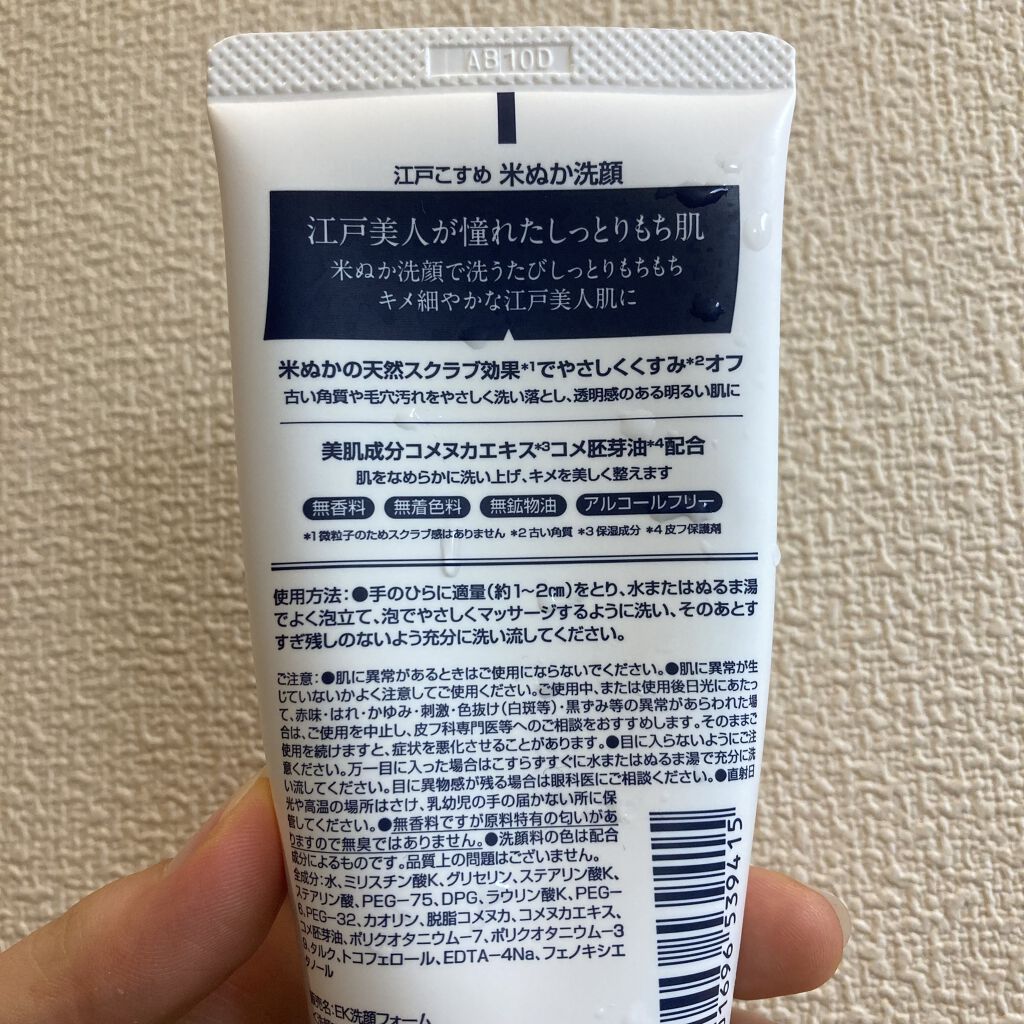 AB10D
江戸こすめ 米ぬか洗顔
江戸美人が憧れたしっとりもち肌
米ぬか洗顔で洗うたびしっとりもちもち
キメ細やかな江戸美人肌に
米ぬかの天然スクラブ効果*1でやさしくくすみ*2オフ
古い角質や毛穴汚れをやさしく洗い落とし、透明感のある明るい肌に
美肌成分コメヌカエキス*3コメ胚芽油*4配合
肌をなめらかに洗い上げ、キメを美しく整えます
無香料 無着色料 無鉱物油 アルコールフリー
*1 微粒子のためスクラブ感はありません *2 古い角質 *3 保湿成分 *4 皮フ保護剤
使用方法：●手のひらに適量(約1〜2㎝)をとり、水またはぬるま湯
でよく泡立て、泡でやさしくマッサージするように洗い、そのあとす
すぎ残しのないよう充分に洗い流してください。
ご注意：●肌に異常があるときはご使用にならないでください。●肌に異常が生
じていないかよく注意してご使用ください。ご使用中、または使用後日光にあたっ
て、赤味・はれ・かゆみ・刺激・色抜け(白斑等)・黒ずみ等の異常があらわれた場
合は、ご使用を中止し、皮フ科専門医等へのご相談をおすすめします。そのままご
使用を続けますと、症状を悪化させることがあります。●目に入らないようにご注
意ください。万一目に入った場合はこすらずすぐに水またはぬるま湯で充分に洗
い流してください。目に異物感が残る場合は眼科医にご相談ください。●直射日
光や高温の場所はさけ、乳幼児の手の届かない所に保
管してください。●無香料ですが原料特有の匂いがあ
りますので無臭ではありません。●洗顔料の色は配合
成分によるものです。品質上の問題はございません。
全成分：水、ミリスチン酸K、グリセリン、ステアリン酸K、
ステアリン酸、PEG-75、DPG、ラウリン酸K、PEG-
6、PEG-32、カオリン、脱脂コメヌカ、コメヌカエキス、
コメ胚芽油、ポリクオタニウム-7、ポリクオタニウム-3
9、タルク、トコフェロール、EDTA-4Na、フェノキシエ
タノール
販売名：EK洗顔フォーム
01696 539415